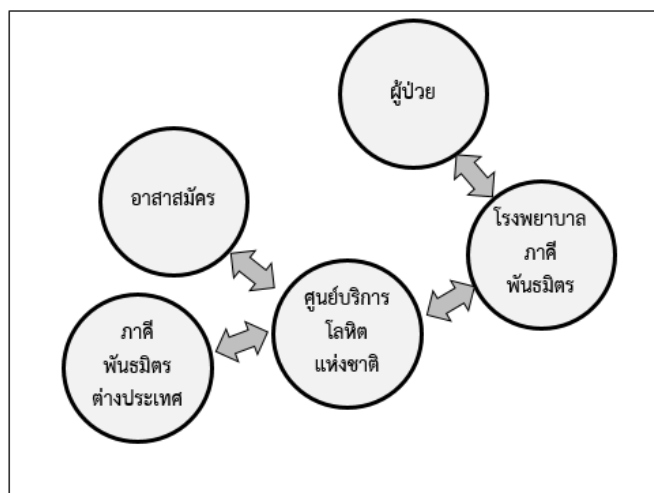 ผู้ป่วย
อาสาสมัคร
โรงพยาบาล
ภาคี
พันธมิตร
ศูนย์บริการ
โลหิต
แห่งชาติ
ภาคี
พันธมิตร
ต่างประเทศ